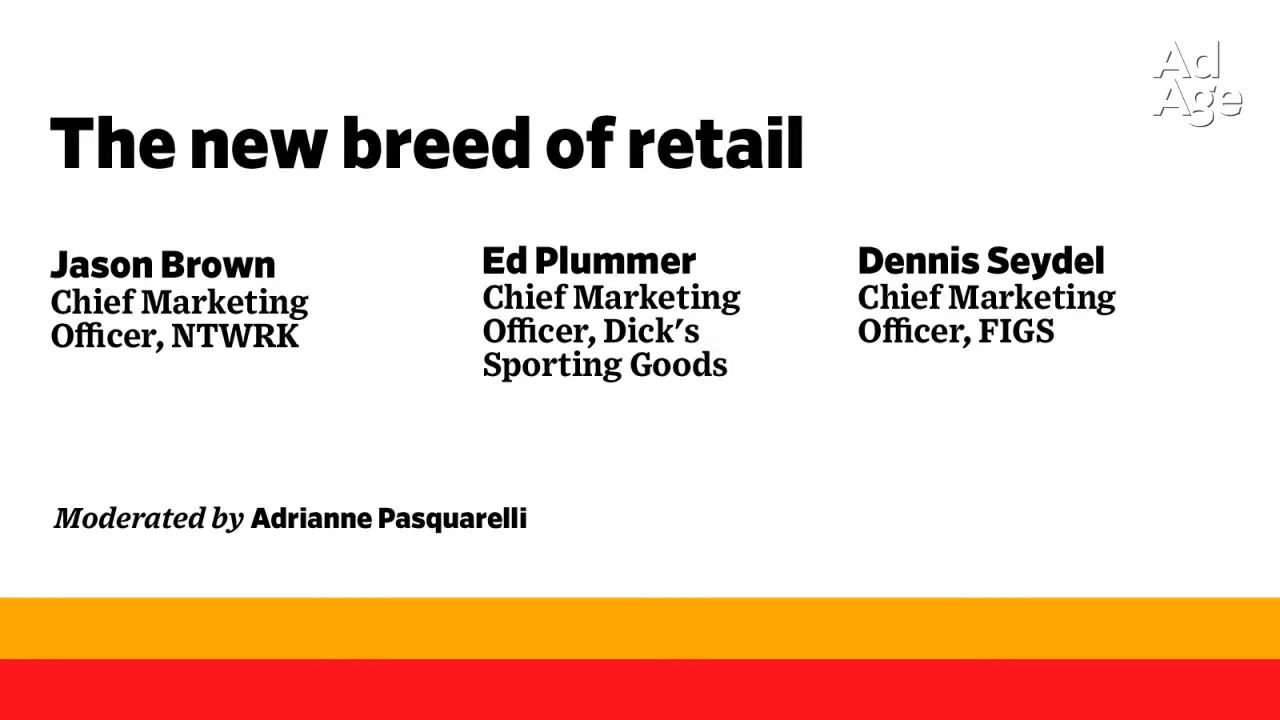 Ad
Age
The new breed of retail
Jason Brown
Chief Marketing
Officer, NTWRK
Ed Plummer
Chief Marketing
Officer, Dick's
Sporting Goods
Dennis Seydel
Chief Marketing
Officer, FIGS
Moderated by Adrianne Pasquarelli